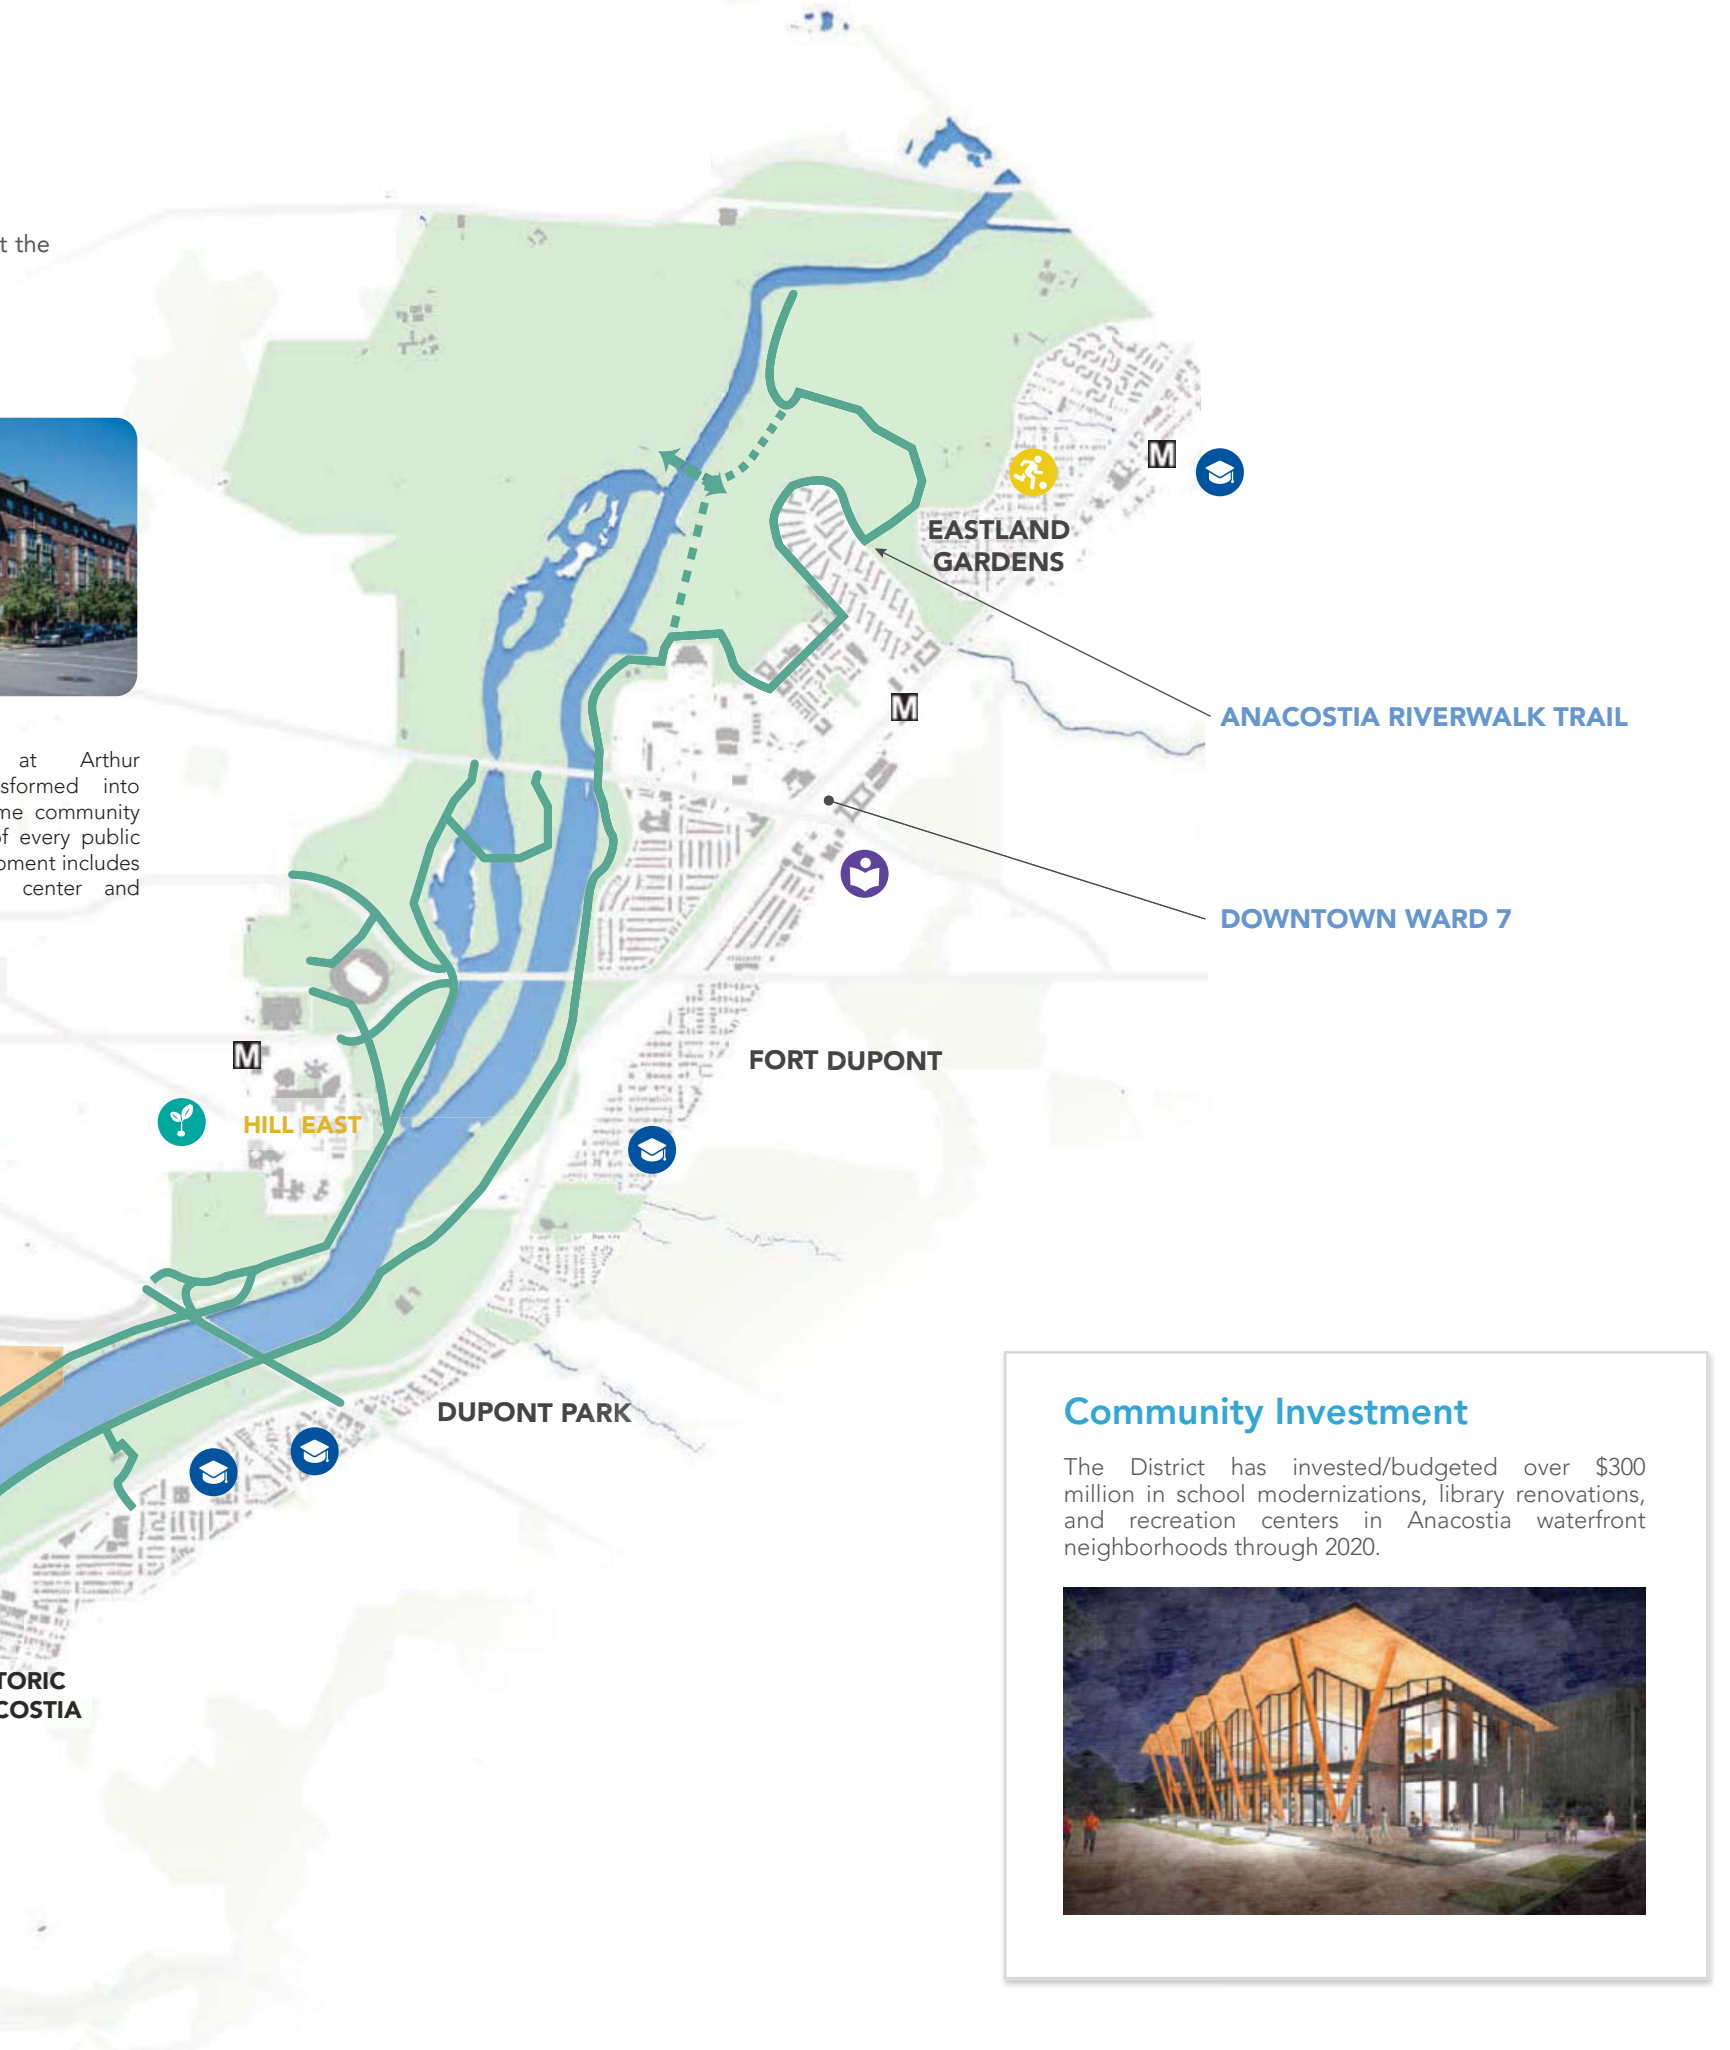 t the
at Arthur
sformed into
me community
of every public
pment includes
center and
M
EASTLAND
GARDENS
M
ANACOSTIA RIVERWALK TRAIL
DOWNTOWN WARD 7
M
FORT DUPONT
HILL EAST
DUPONT PARK
TORIC
COSTIA
Community Investment
The District has invested/budgeted over $300
million in school modernizations, library renovations,
and recreation centers in Anacostia waterfront
neighborhoods through 2020.